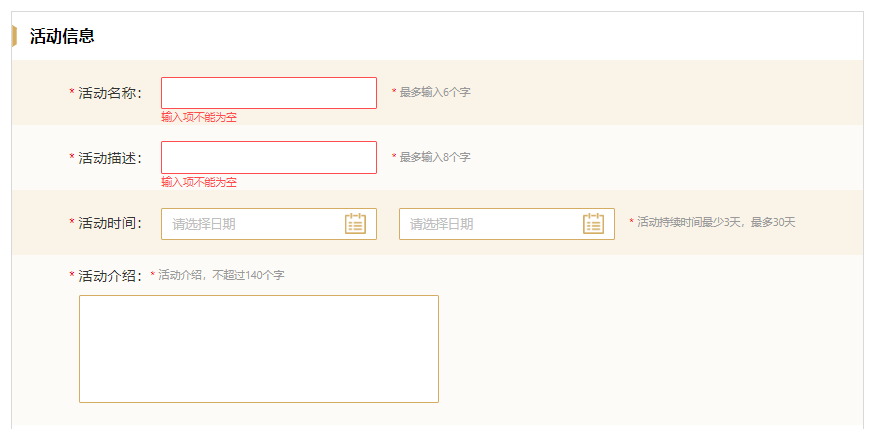 活动信息
* 活动名称： * 最多输入6个字
输入项不能为空
* 活动描述： * 最多输入8个字
输入项不能为空
* 活动时间： 请选择日期 请选择日期 * 活动持续时间最少3天，最多30天
* 活动介绍： * 活动介绍，不超过140个字